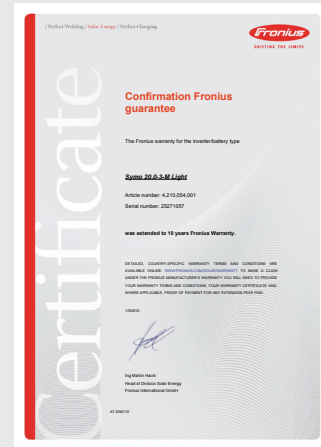 / Perfect Welding / Solar Energy / Perfect Charging
Fronius
SHIFTING THE LIMITS
Certificate
Confirmation Fronius
guarantee
The Fronius warranty for the inverter/battery type
Symo 20.0-3-M Light
Article number: 4,210,054,001
Serial number: 25271057
was extended to 10 years Fronius Warranty.
DETAILED, COUNTRY-SPECIFIC WARRANTY TERMS AND CONDITIONS ARE
AVAILABLE ONLINE: WWW.FRONIUS.COM/SOLAR/WARRANTY. TO MAKE A CLAIM
UNDER THE FRONIUS MANUFACTURER'S WARRANTY YOU WILL NEED TO PROVIDE
YOUR WARRANTY TERMS AND CONDITIONS, YOUR WARRANTY CERTIFICATE AND,
WHERE APPLICABLE, PROOF OF PAYMENT FOR ANY EXTENSION FEES PAID.
Ing Martin Hackl
Head of Division Solar Energy
Fronius International GmbH